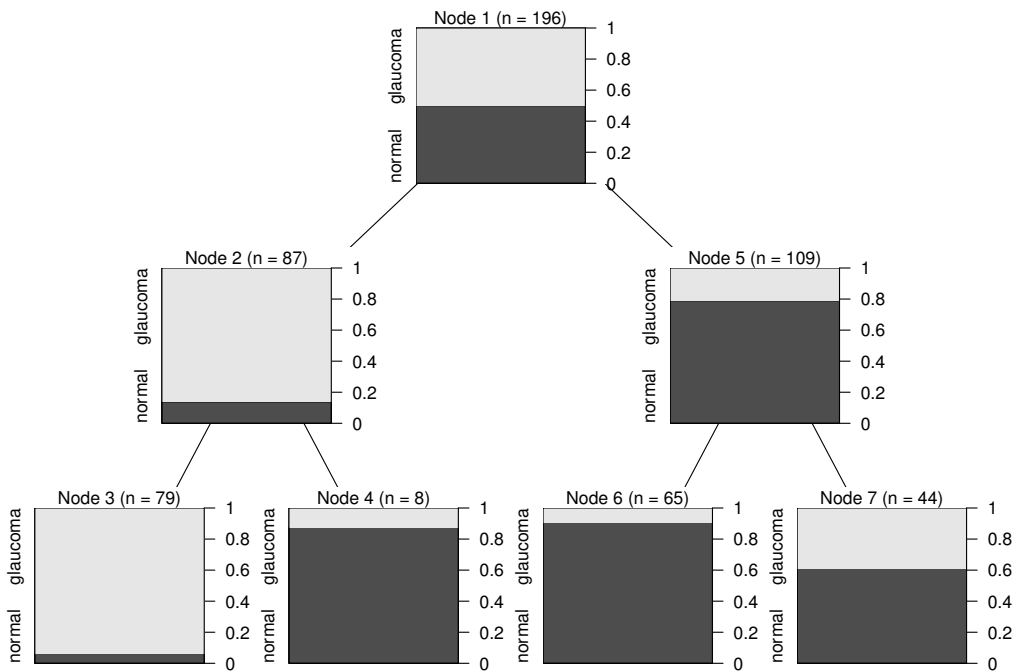 Node 1 (n = 196)
glaucoma
normal
1
0.8
0.6
0.4
0.2
0
Node 2 (n = 87)
glaucoma
normal
1
0.8
0.6
0.4
0.2
0
Node 5 (n = 109)
glaucoma
normal
1
0.8
0.6
0.4
0.2
0
Node 3 (n = 79)
glaucoma
normal
1
0.8
0.6
0.4
0.2
0
Node 4 (n = 8)
glaucoma
normal
1
0.8
0.6
0.4
0.2
0
Node 6 (n = 65)
glaucoma
normal
1
0.8
0.6
0.4
0.2
0
Node 7 (n = 44)
glaucoma
normal
1
0.8
0.6
0.4
0.2
0